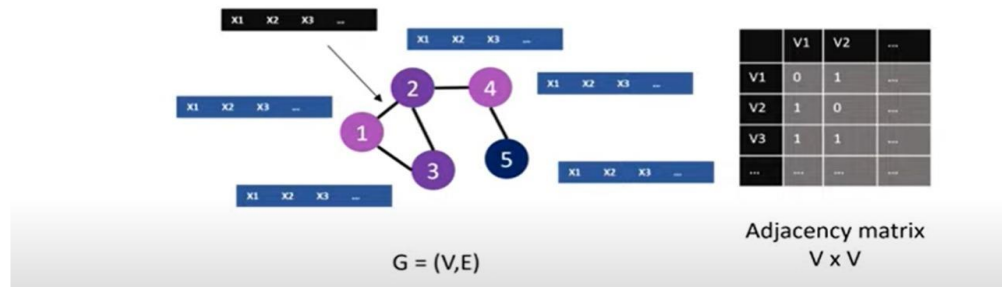 X1 X2 X3 ...
X1 X2 X3 ...
X1 X2 X3 ...
X1 X2 X3 ...
2
4
1
3
5
X1 X2 X3 ...
X1 X2 X3 ...
G = (V,E)
V1 V2 ...
V1 0 1 ...
V2 1 0 ...
V3 1 1 ...
... ... ... ...
Adjacency matrix
V x V